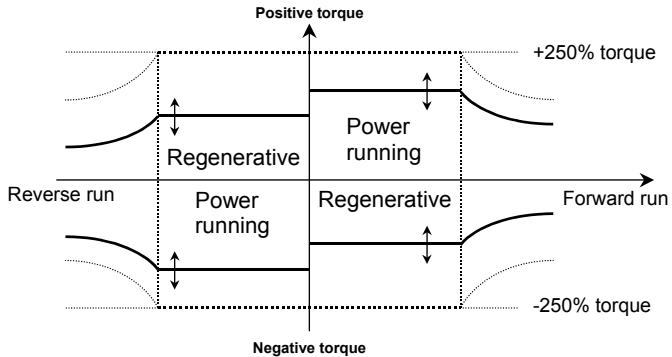 Positive torque
+250% torque
Power
running
Regenerative
Reverse run
Power
running
Regenerative
Forward run
-250% torque
Negative torque